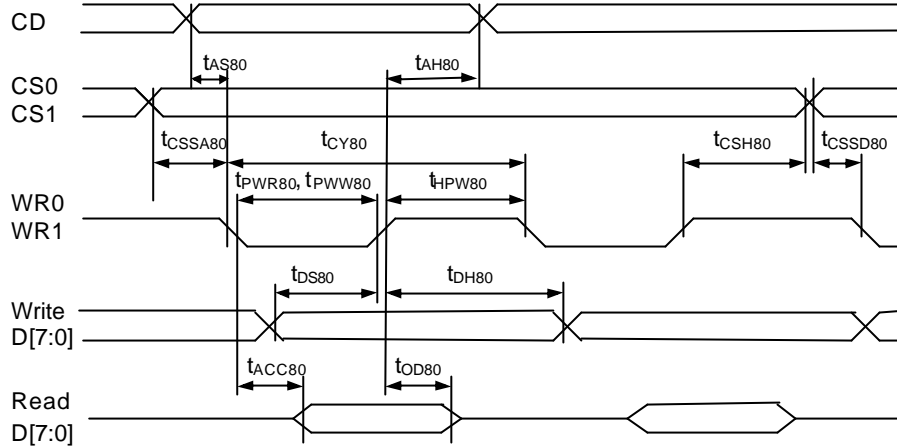 CD
tAS80 tAH80
CS0
CS1
tCSSA80 tCY80 tCSH80 tCSSD80
tPWR80, tPWW80 tHPW80
WR0
WR1
tDS80 tDH80
Write
D[7:0]
tACC80 tOD80
Read
D[7:0]